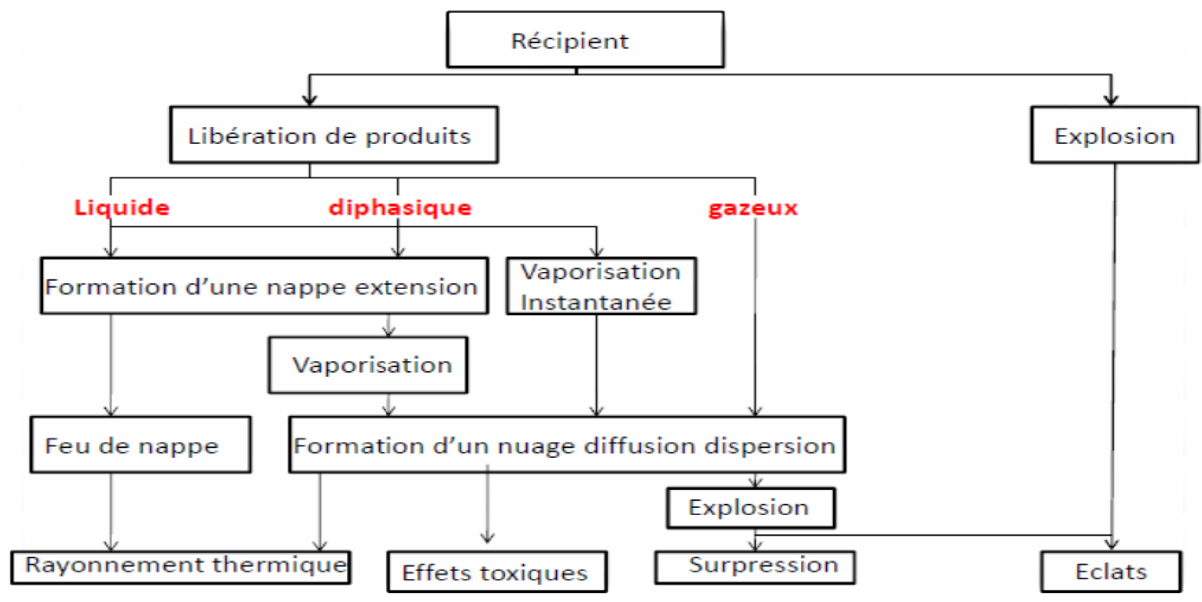 Récipient
Libération de produits
Explosion
Liquide
diphasique
gazeux
Formation d’une nappe extension
Vaporisation
Instantanée
Vaporisation
Feu de nappe
Formation d’un nuage diffusion dispersion
Explosion
Rayonnement thermique
Effets toxiques
Surpression
Eclats